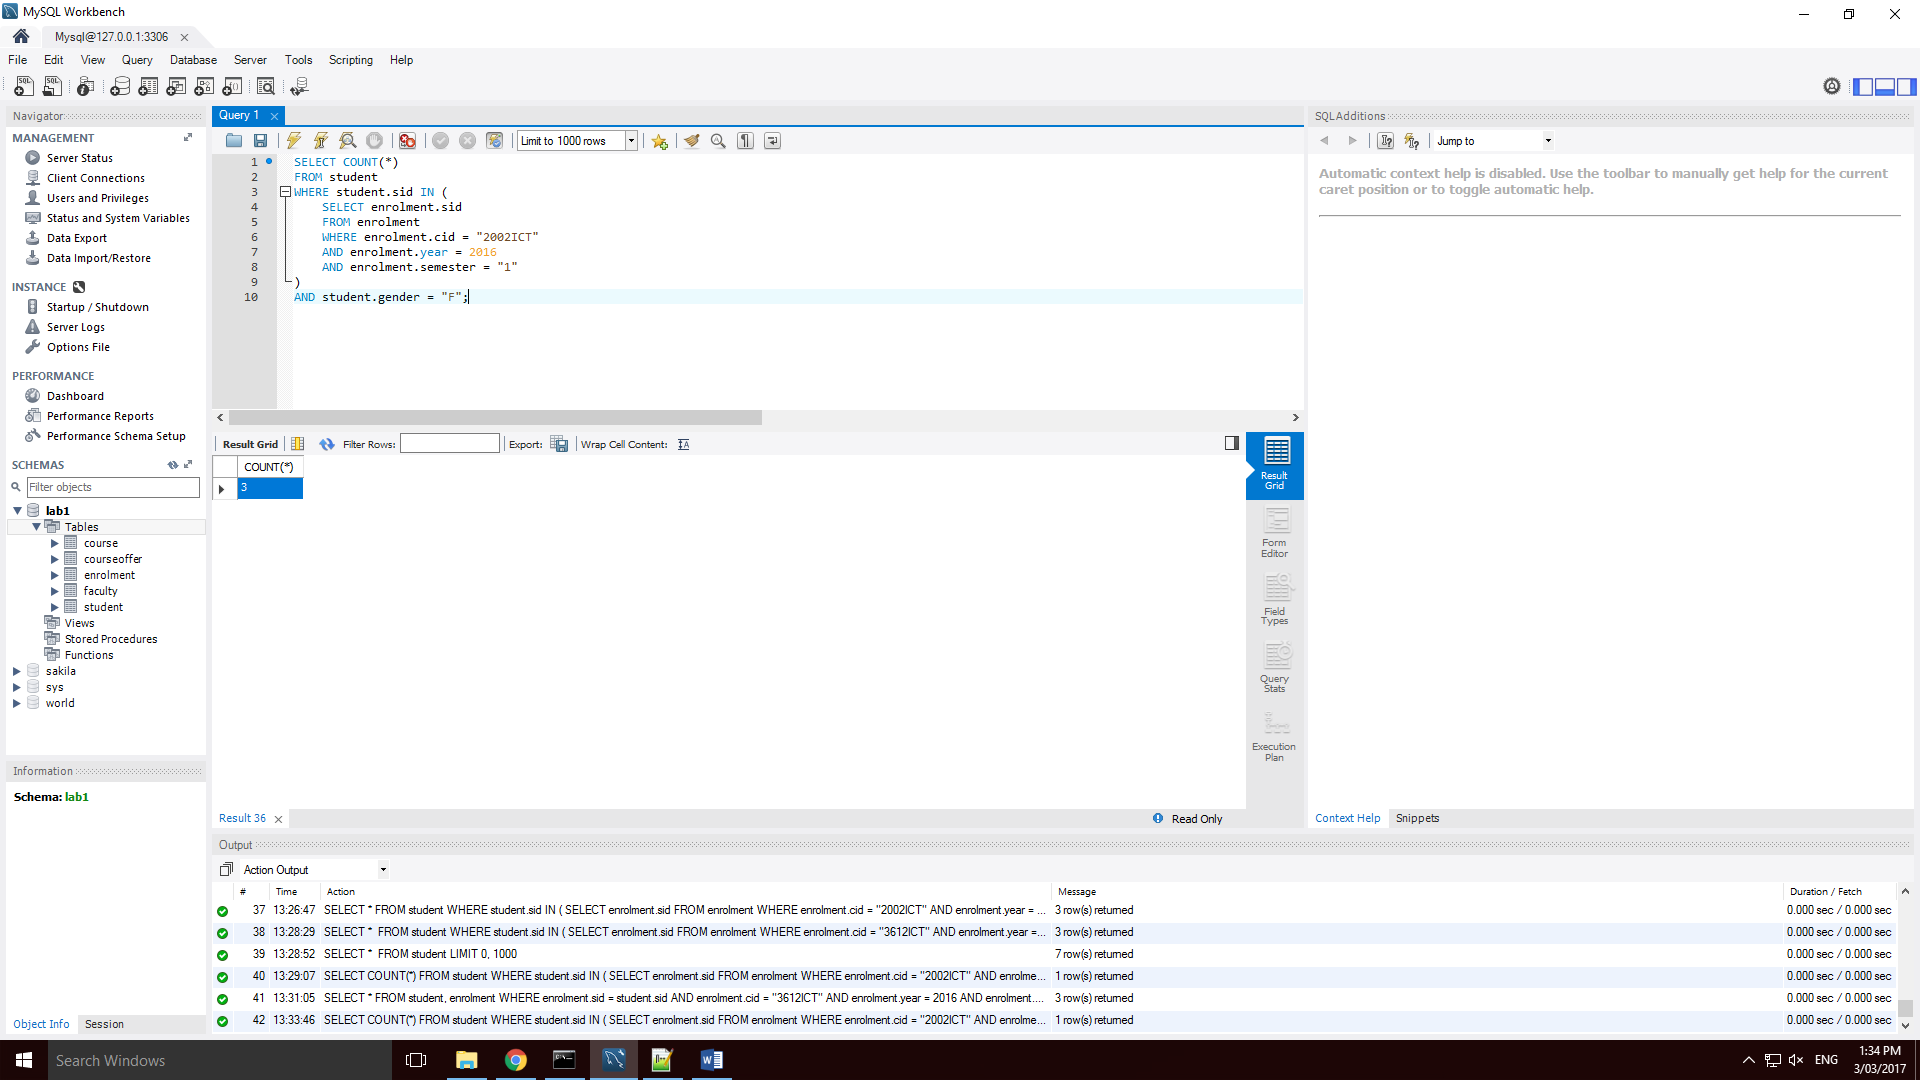 MySQL Workbench
Mysql@127.0.0.1:3306
File Edit View Query Database Server Tools Scripting Help
Navigator
MANAGEMENT
Server Status
Client Connections
Users and Privileges
Status and System Variables
Data Export
Data Import/Restore
INSTANCE
Startup / Shutdown
Server Logs
Options File
PERFORMANCE
Dashboard
Performance Reports
Performance Schema Setup
SCHEMAS
Filter objects
lab1
Tables
course
courseoffer
enrolment
faculty
student
Views
Stored Procedures
Functions
sakila
sys
world
Information
Schema: lab1
Object Info Session
Query 1
Limit to 1000 rows
1 SELECT COUNT(*)
2 FROM student
3 WHERE student.sid IN (
4 SELECT enrolment.sid
5 FROM enrolment
6 WHERE enrolment.cid = "2002ICT"
7 AND enrolment.year = 2016
8 AND enrolment.semester = "1"
9 )
10 AND student.gender = "F";
Result Grid Filter Rows: Export: Wrap Cell Content:
COUNT(*)
3
Result Grid
Form Editor
Field Types
Query Stats
Execution Plan
Result 36
Read Only
SQLAdditions
Jump to
Automatic context help is disabled. Use the toolbar to manually get help for the current
caret position or to toggle automatic help.
Context Help Snippets
Output
Action Output
# Time Action Message Duration / Fetch
37 13:26:47 SELECT * FROM student WHERE student.sid IN ( SELECT enrolment.sid FROM enrolment WHERE enrolment.cid = "2002ICT" AND enrolment.year = ... 3 row(s) returned 0.000 sec / 0.000 sec
38 13:28:29 SELECT * FROM student WHERE student.sid IN ( SELECT enrolment.sid FROM enrolment WHERE enrolment.cid = "3612ICT" AND enrolment.year =... 3 row(s) returned 0.000 sec / 0.000 sec
39 13:28:52 SELECT * FROM student LIMIT 0, 1000 7 row(s) returned 0.000 sec / 0.000 sec
40 13:29:07 SELECT COUNT(*) FROM student WHERE student.sid IN ( SELECT enrolment.sid FROM enrolment WHERE enrolment.cid = "2002ICT" AND enrolme... 1 row(s) returned 0.000 sec / 0.000 sec
41 13:31:05 SELECT * FROM student, enrolment WHERE enrolment.sid = student.sid AND enrolment.cid = "3612ICT" AND enrolment.year = 2016 AND enrolment.... 3 row(s) returned 0.000 sec / 0.000 sec
42 13:33:46 SELECT COUNT(*) FROM student WHERE student.sid IN ( SELECT enrolment.sid FROM enrolment WHERE enrolment.cid = "2002ICT" AND enrolme... 1 row(s) returned 0.000 sec / 0.000 sec
Search Windows
ENG
1:34 PM
3/03/2017